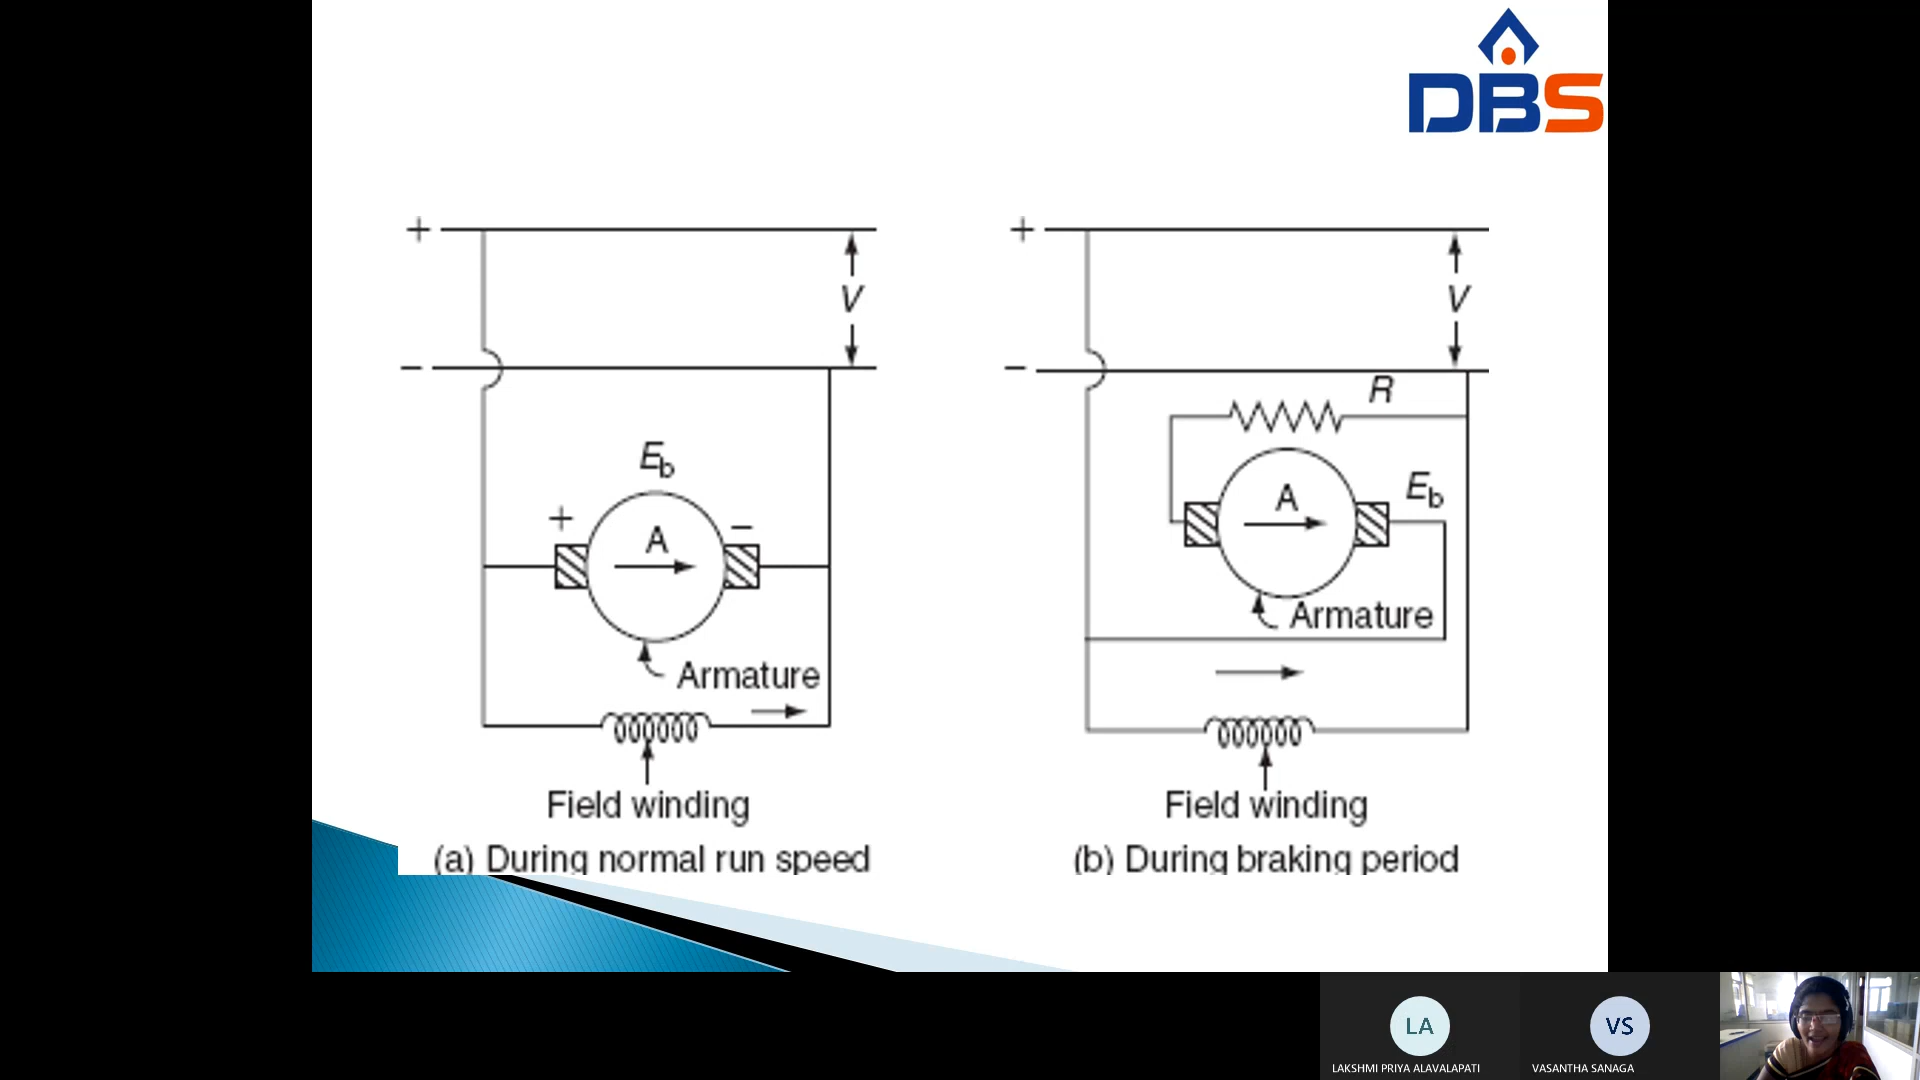 DBS
+
V
−
Eb
+
−
A
Armature
Field winding
(a) During normal run speed
+
V
−
R
A
Eb
Armature
Field winding
(b) During braking period
LA
VS
LAKSHMI PRIYA ALAVALAPATI
VASANTHA SANAGA